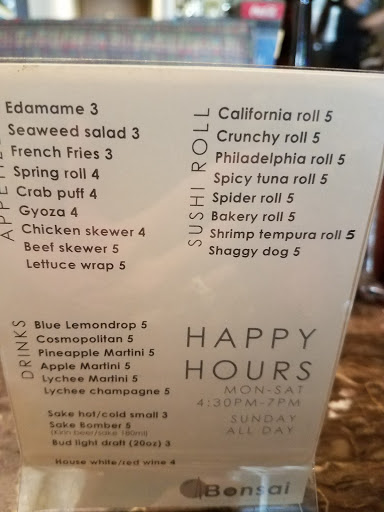 APPETIZER
Edamame 3
Seaweed salad 3
French Fries 3
Spring roll 4
Crab puff 4
Gyoza 4
Chicken skewer 4
Beef skewer 5
Lettuce wrap 5
SUSHI ROLL
California roll 5
Crunchy roll 5
Philadelphia roll 5
Spicy tuna roll 5
Spider roll 5
Bakery roll 5
Shrimp tempura roll 5
Shaggy dog 5
DRINKS
Blue Lemondrop 5
Cosmopolitan 5
Pineapple Martini 5
Apple Martini 5
Lychee Martini 5
Lychee champagne 5
Sake hot/cold small 3
Sake Bomber 5
(Kirin beer/sake 180ml)
Bud light draft (20oz) 3
House white/red wine 4
HAPPY
HOURS
MON-SAT
4:30PM-7PM
SUNDAY
ALL DAY
Bonsai